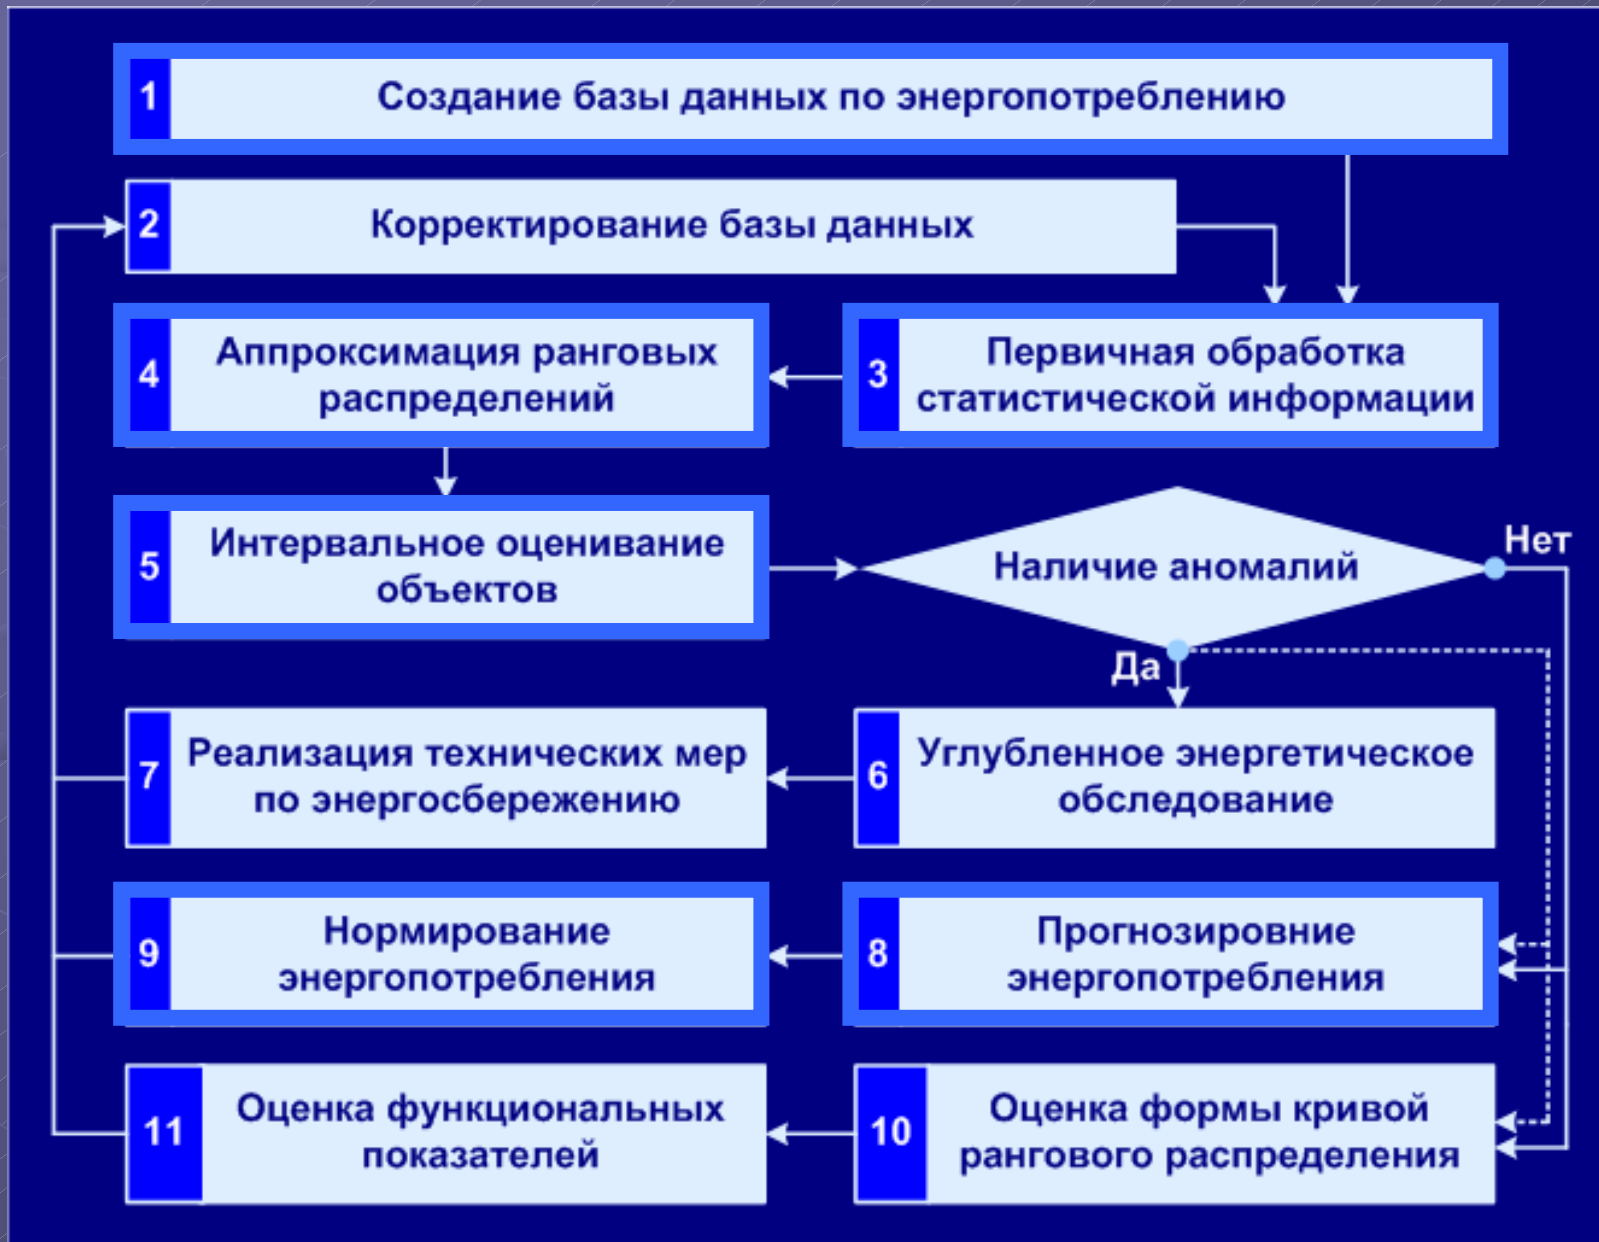 1
Создание базы данных по энергопотреблению
2
Корректирование базы данных
4
Аппроксимация ранговых
распределений
3
Первичная обработка
статистической информации
5
Интервальное оценивание
объектов
Наличие аномалий
Нет
Да
7
Реализация технических мер
по энергосбережению
6
Углубленное энергетическое
обследование
9
Нормирование
энергопотребления
8
Прогнозировние
энергопотребления
11
Оценка функциональных
показателей
10
Оценка формы кривой
рангового распределения